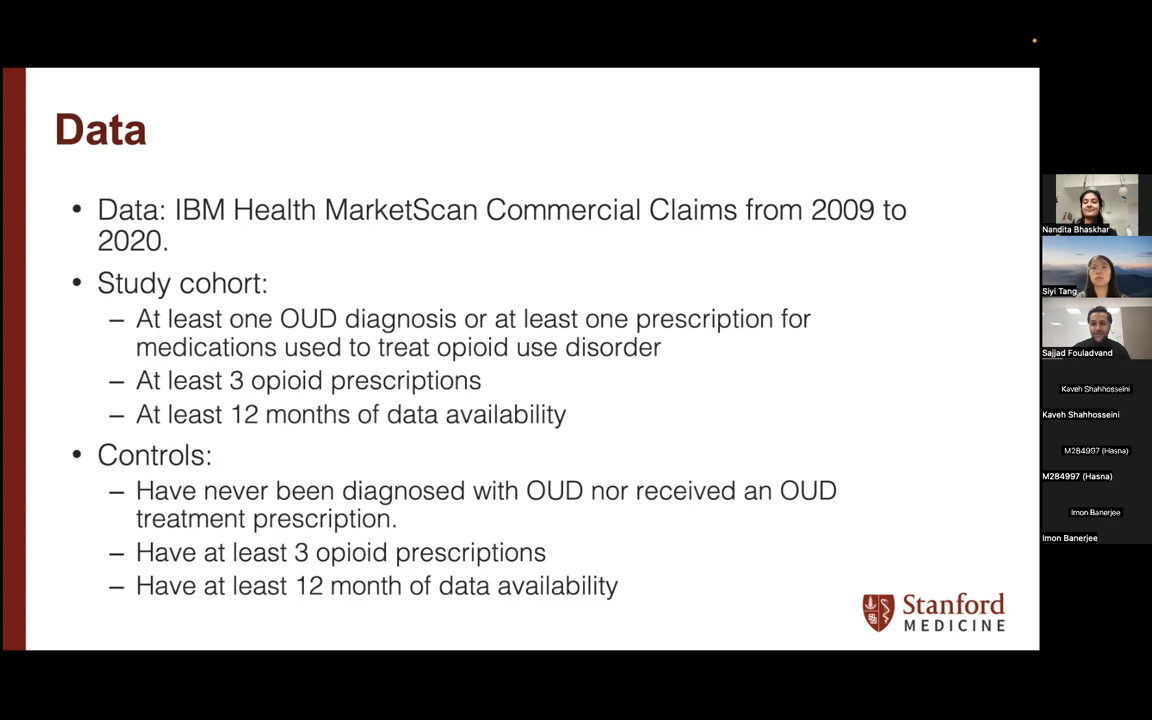 Data
• Data: IBM Health MarketScan Commercial Claims from 2009 to
2020.
• Study cohort:
– At least one OUD diagnosis or at least one prescription for
medications used to treat opioid use disorder
– At least 3 opioid prescriptions
– At least 12 months of data availability
• Controls:
– Have never been diagnosed with OUD nor received an OUD
treatment prescription.
– Have at least 3 opioid prescriptions
– Have at least 12 month of data availability
Stanford
MEDICINE
Nandita Bhaskhar
Siyi Tang
Sajjad Fouladvand
Kaveh Shahhosseini
Kaveh Shahhosseini
M284997 (Hasna)
M284997 (Hasna)
Imon Banerjee
Imon Banerjee